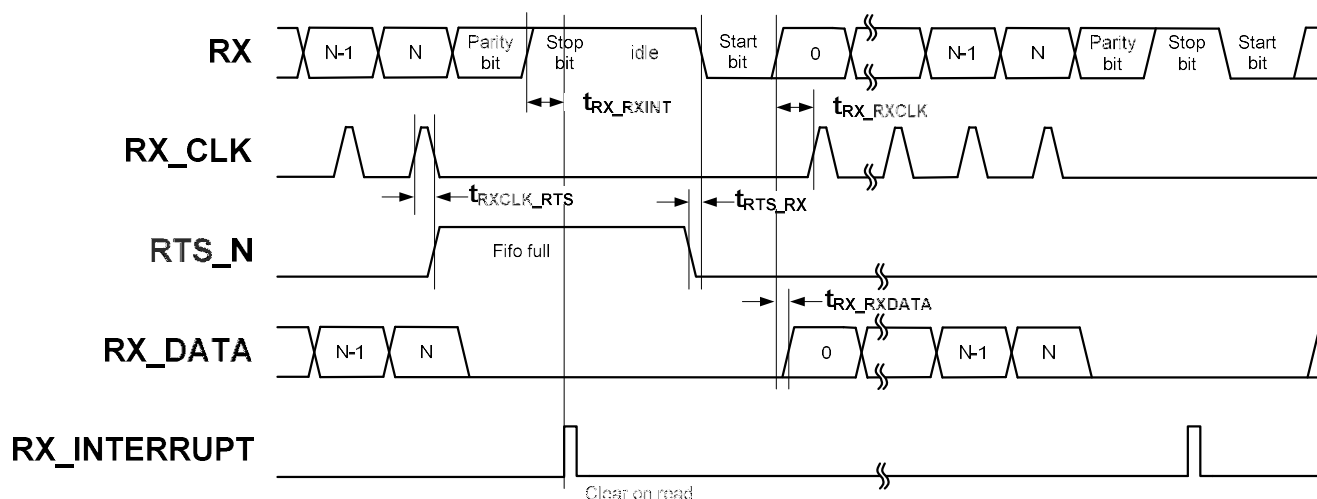 RX N-1 N Parity bit Stop bit idle Start bit 0 N-1 N Parity bit Stop bit Start bit
tRX_RXINT tRX_RXCLK
RX_CLK
tRXCLK_RTS tRTS_RX
RTS_N Fifo full
tRX_RXDATA
RX_DATA N-1 N 0 N-1 N
RX_INTERRUPT
Clear on read